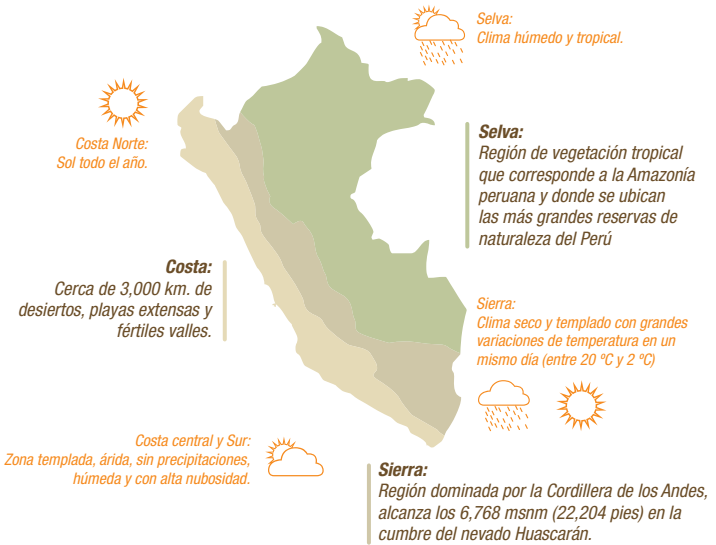 Selva:
Clima húmedo y tropical.
Costa Norte:
Sol todo el año.
Selva:
Región de vegetación tropical
que corresponde a la Amazonía
peruana y donde se ubican
las más grandes reservas de
naturaleza del Perú
Costa:
Cerca de 3,000 km. de
desiertos, playas extensas y
fértiles valles.
Sierra:
Clima seco y templado con grandes
variaciones de temperatura en un
mismo día (entre 20 ºC y 2 ºC)
Costa central y Sur:
Zona templada, árida, sin precipitaciones,
húmeda y con alta nubosidad.
Sierra:
Región dominada por la Cordillera de los Andes,
alcanza los 6,768 msnm (22,204 pies) en la
cumbre del nevado Huascarán.